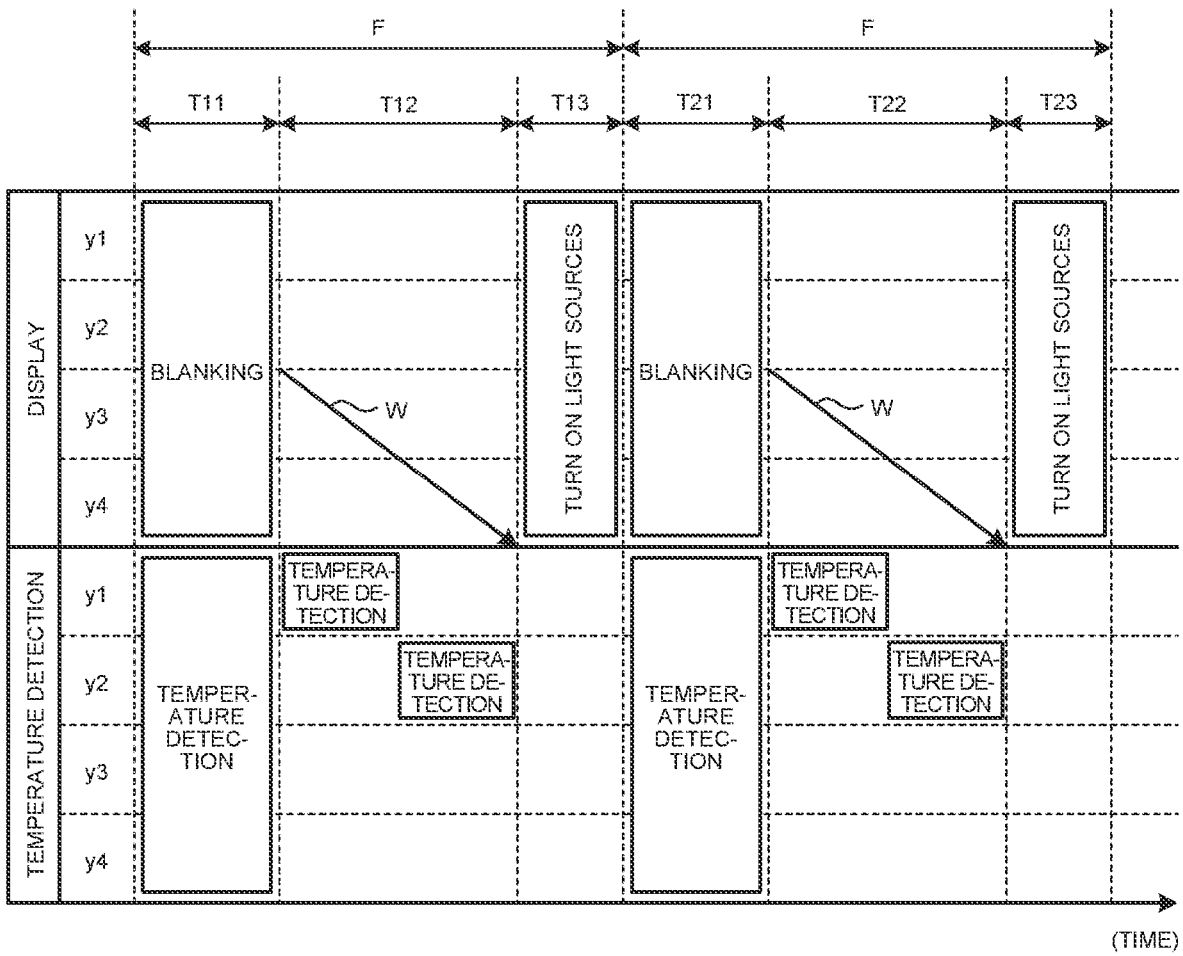 F F
T11 T12 T13 T21 T22 T23
DISPLAY
y1
y2
y3
y4
BLANKING
W
TURN ON LIGHT SOURCES
BLANKING
W
TURN ON LIGHT SOURCES
TEMPERATURE DETECTION
y1
y2
y3
y4
TEMPER-
ATURE
DETEC-
TION
TEMPERA-
TURE DE-
TECTION
TEMPERA-
TURE DE-
TECTION
TEMPER-
ATURE
DETEC-
TION
TEMPERA-
TURE DE-
TECTION
TEMPERA-
TURE DE-
TECTION
(TIME)